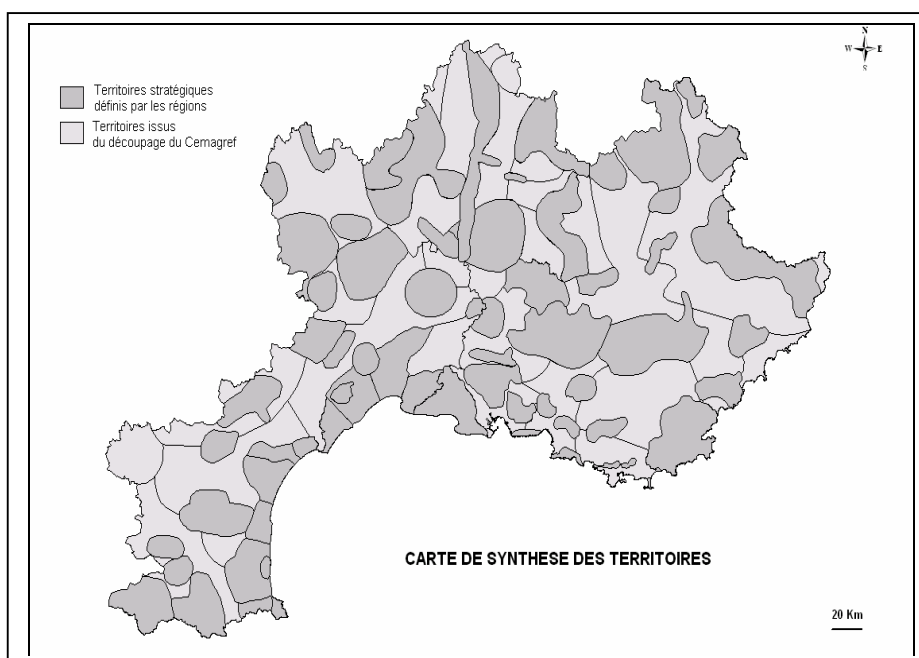 N
W E
S
Territoires stratégiques
définis par les régions
Territoires issus
du découpage du Cemagref
CARTE DE SYNTHESE DES TERRITOIRES
20 Km